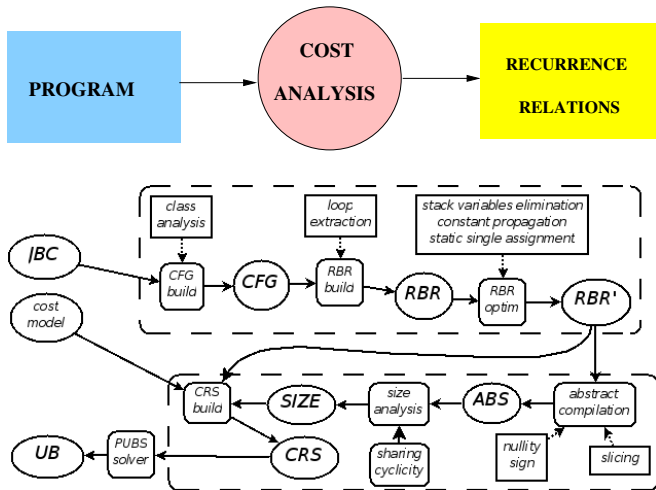 PROGRAM
COST
ANALYSIS
RECURRENCE
RELATIONS
class
analysis
loop
extraction
stack variables elimination
constant propagation
static single assignment
JBC
CFG
build
CFG
RBR
build
RBR
RBR
optim
RBR'
cost
model
CRS
build
SIZE
size
analysis
ABS
abstract
compilation
UB
PUBS
solver
CRS
sharing
cyclicity
nullity
sign
slicing